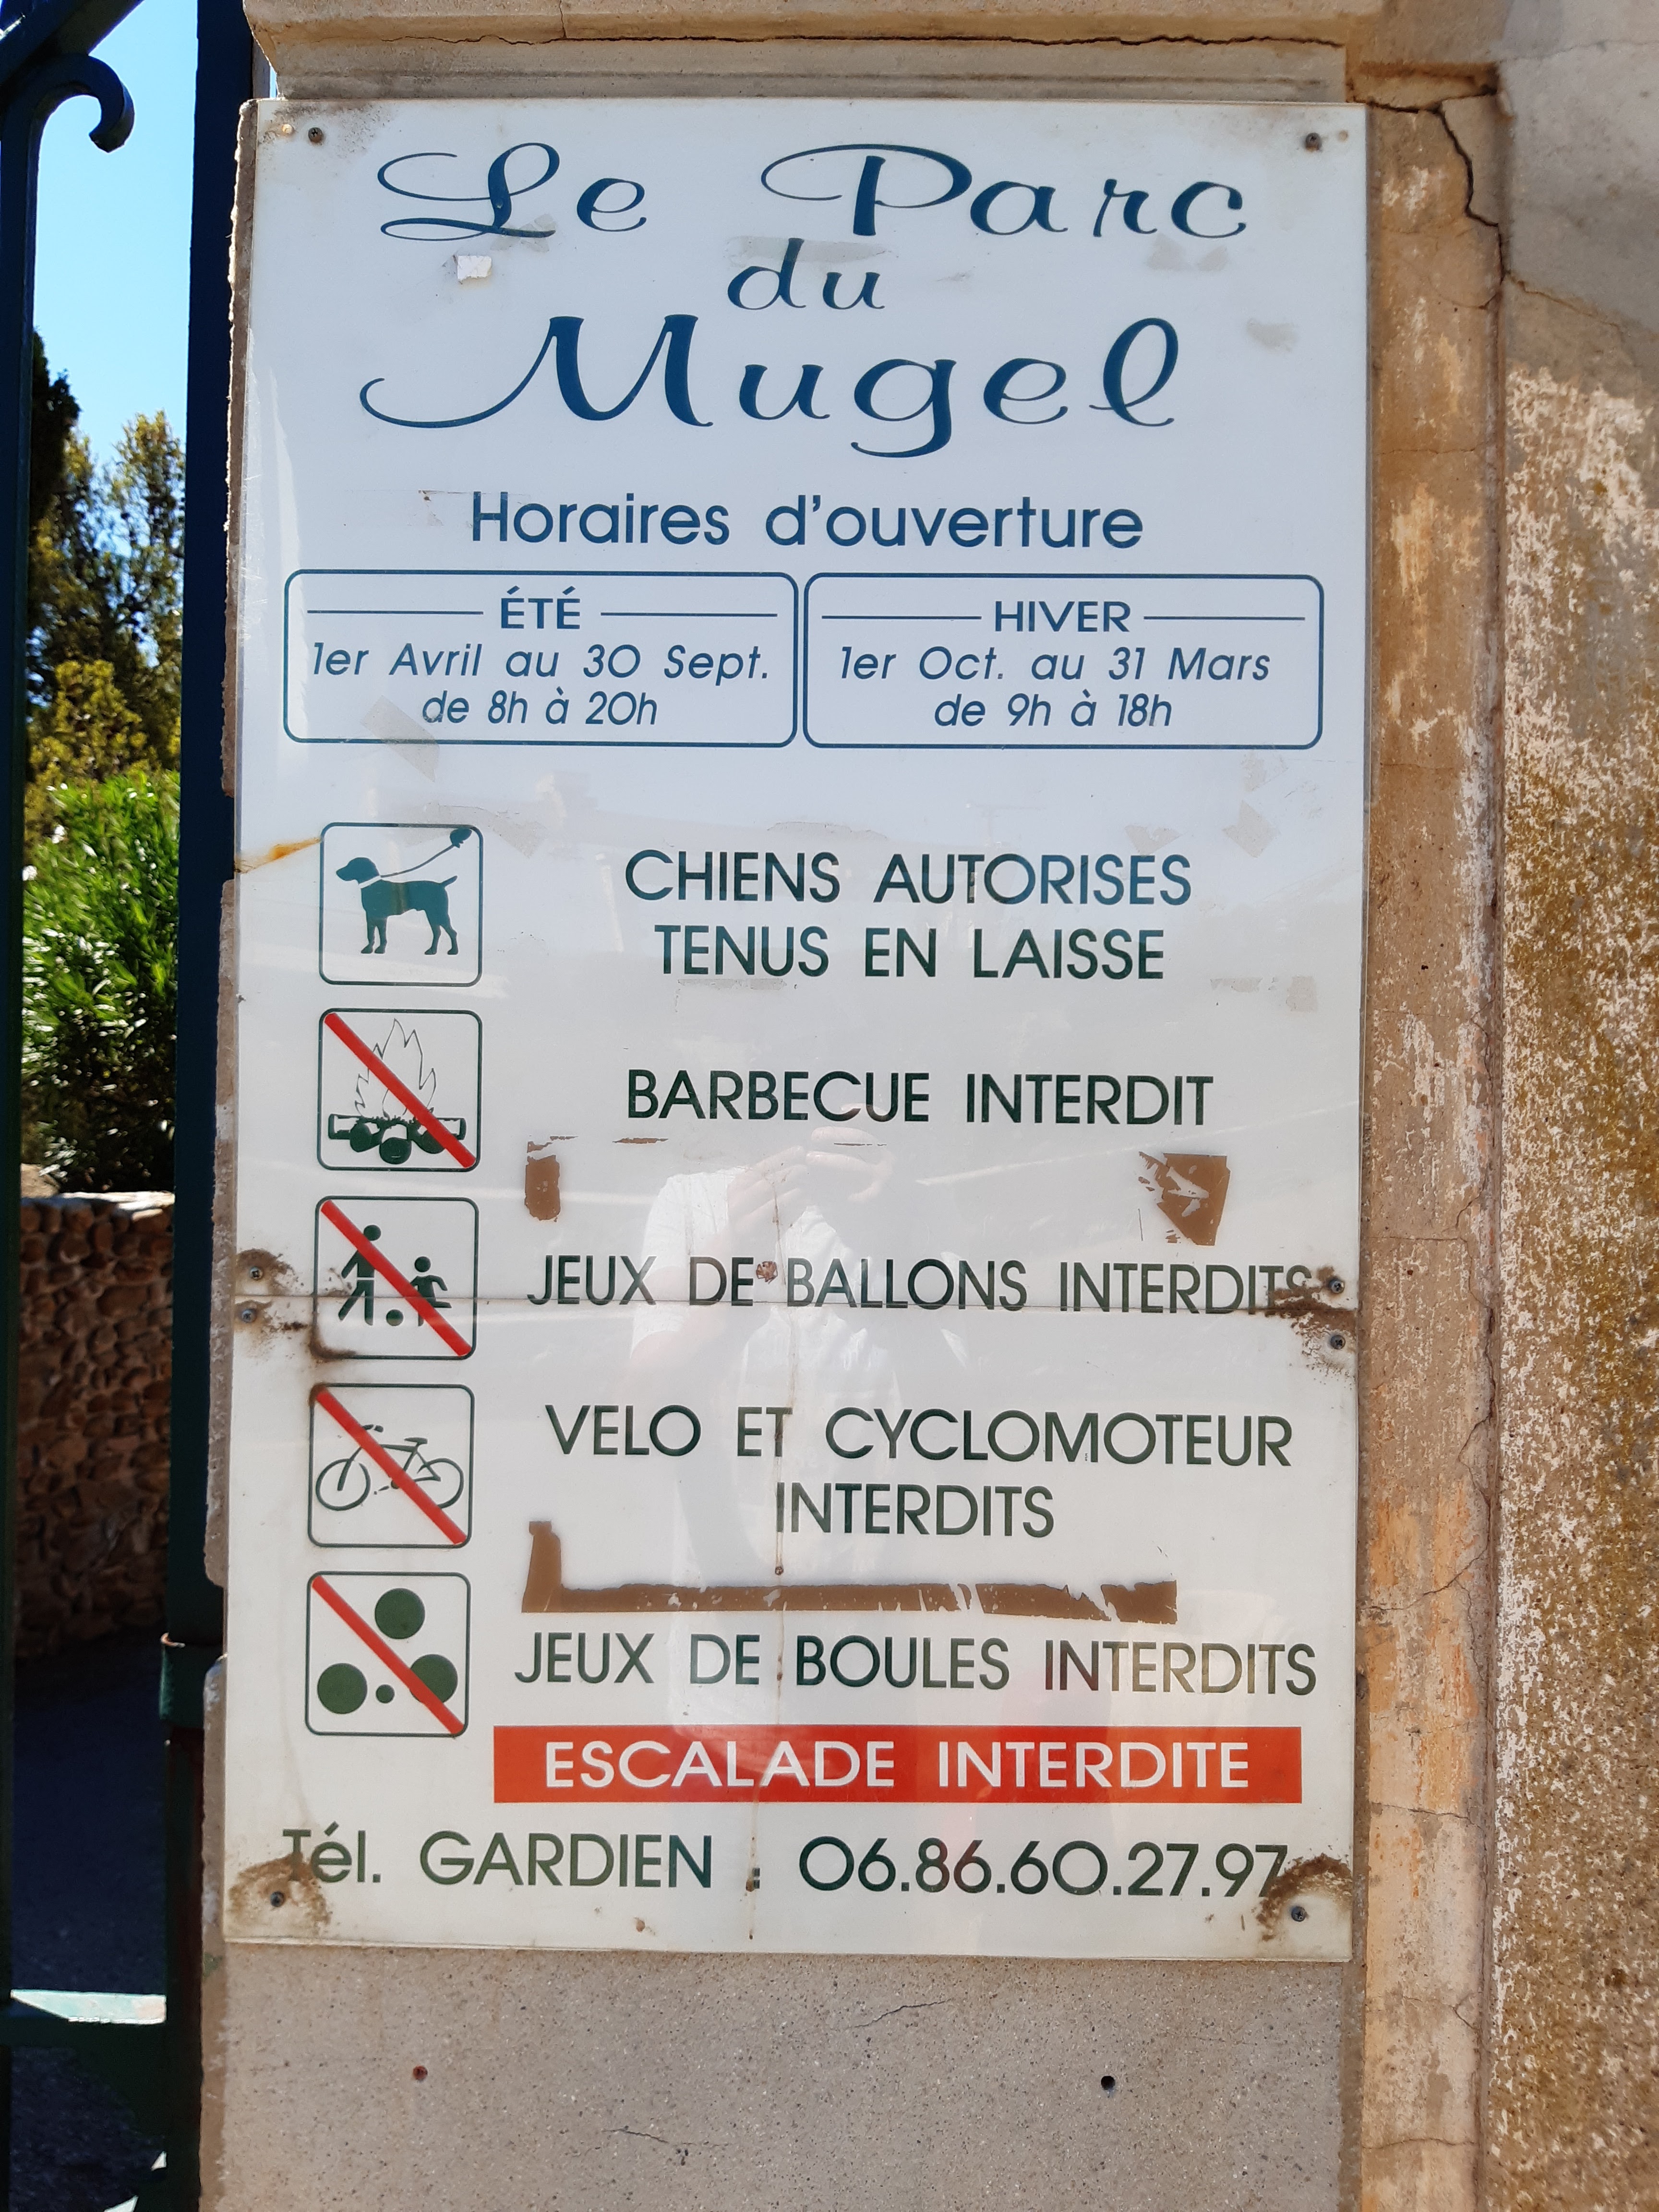 Le Parc
du
Mugel
Horaires d'ouverture
ÉTÉ
1er Avril au 30 Sept.
de 8h à 20h
HIVER
1er Oct. au 31 Mars
de 9h à 18h
CHIENS AUTORISES
TENUS EN LAISSE
BARBECUE INTERDIT
JEUX DE BALLONS INTERDITS
VELO ET CYCLOMOTEUR
INTERDITS
JEUX DE BOULES INTERDITS
ESCALADE INTERDITE
Tél. GARDIEN : 06.86.60.27.97